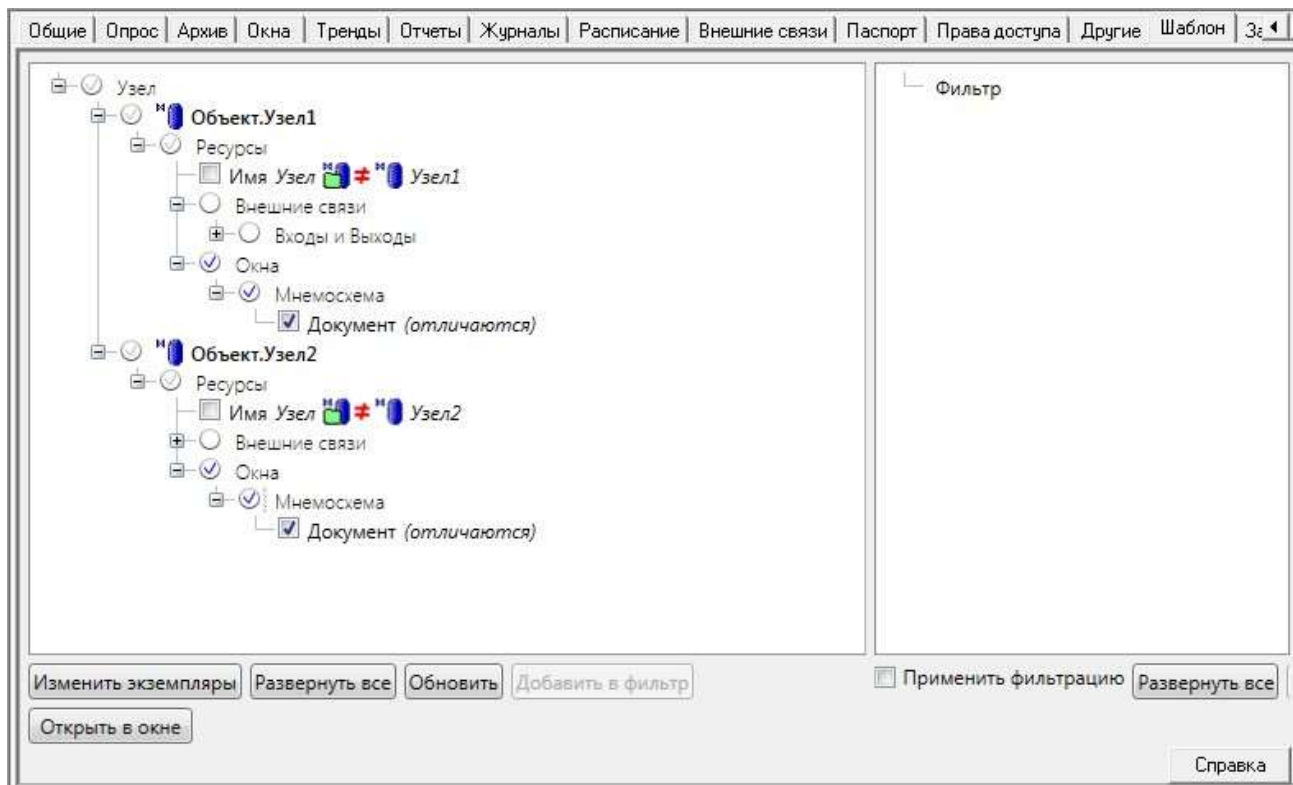 Общие Опрос Архив Окна Тренды Отчеты Журналы Расписание Внешние связи Паспорт Права доступа Другие Шаблон
Узел
Фильтр
Объект.Узел1
Ресурсы
Имя Узел ≠ Узел1
Внешние связи
Входы и Выходы
Окна
Мнемосхема
Документ (отличаются)
Объект.Узел2
Ресурсы
Имя Узел ≠ Узел2
Внешние связи
Окна
Мнемосхема
Документ (отличаются)
Изменить экземпляры Развернуть все Обновить Добавить в фильтр Применить фильтрацию Развернуть все
Открыть в окне
Справка